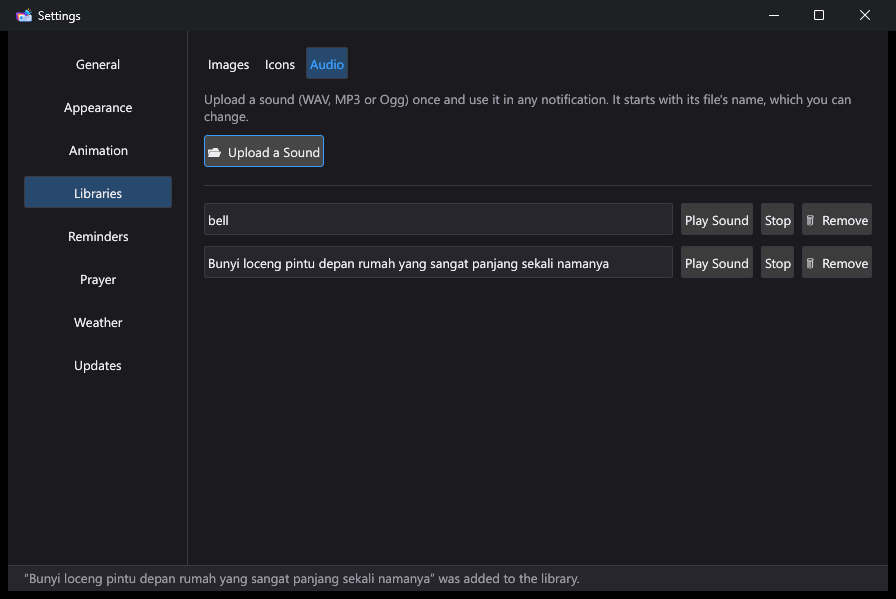 Settings
General
Appearance
Animation
Libraries
Reminders
Prayer
Weather
Updates
Images Icons Audio
Upload a sound (WAV, MP3 or Ogg) once and use it in any notification. It starts with its file's name, which you can
change.
Upload a Sound
bell Play Sound Stop Remove
Bunyi loceng pintu depan rumah yang sangat panjang sekali namanya Play Sound Stop Remove
"Bunyi loceng pintu depan rumah yang sangat panjang sekali namanya" was added to the library.